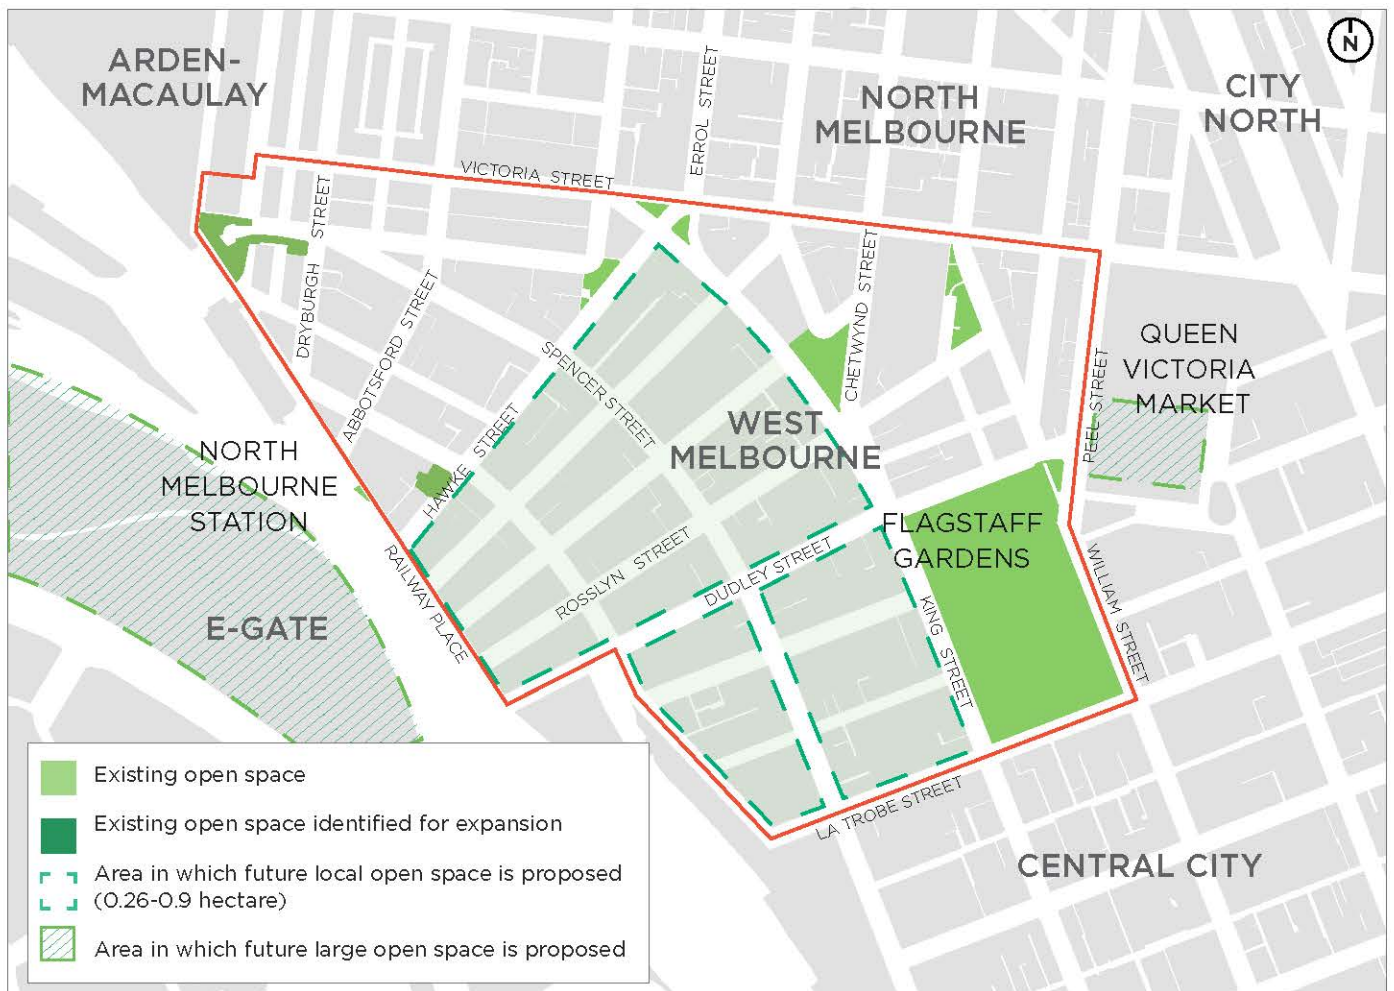 ARDEN-
MACAULAY
NORTH
MELBOURNE
CITY
NORTH
N
ERROL STREET
VICTORIA STREET
DRYBURGH STREET
ABBOTSFORD STREET
CHETWYND STREET
SPENCER STREET
HAWKE STREET
WEST
MELBOURNE
QUEEN
VICTORIA
MARKET
PEEL STREET
NORTH
MELBOURNE
STATION
FLAGSTAFF
GARDENS
ROSSLYN STREET
DUDLEY STREET
RAILWAY PLACE
E-GATE
KING STREET
WILLIAM STREET
LA TROBE STREET
CENTRAL CITY
Existing open space
Existing open space identified for expansion
Area in which future local open space is proposed
(0.26-0.9 hectare)
Area in which future large open space is proposed